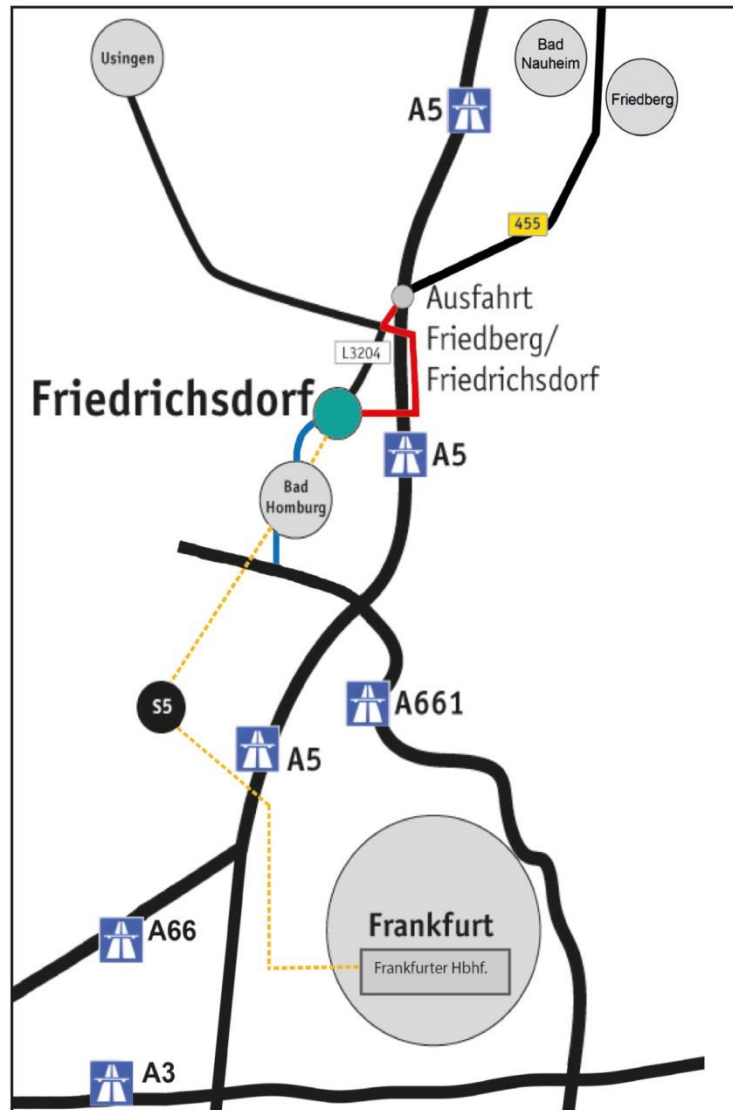 Usingen
Bad
Nauheim
Friedberg
A5
455
Ausfahrt
Friedberg/
Friedrichsdorf
L3204
Friedrichsdorf
A5
Bad
Homburg
S5
A661
A5
Frankfurt
Frankfurter Hbhf.
A66
A3